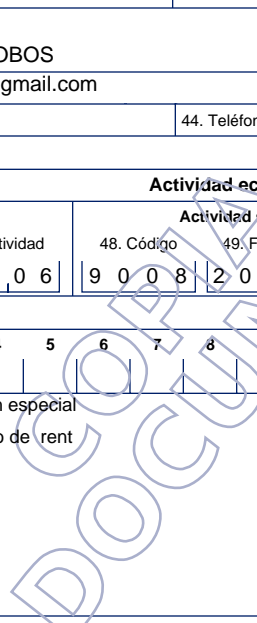 OBOS
gmail.com
44. Teléfon
Actividad ec
Actividad s
tividad 48. Código 49. F
0 6 9 0 0 8 2 0
5 6 7 8
n especial
o de rent
COPIA
DOCUM